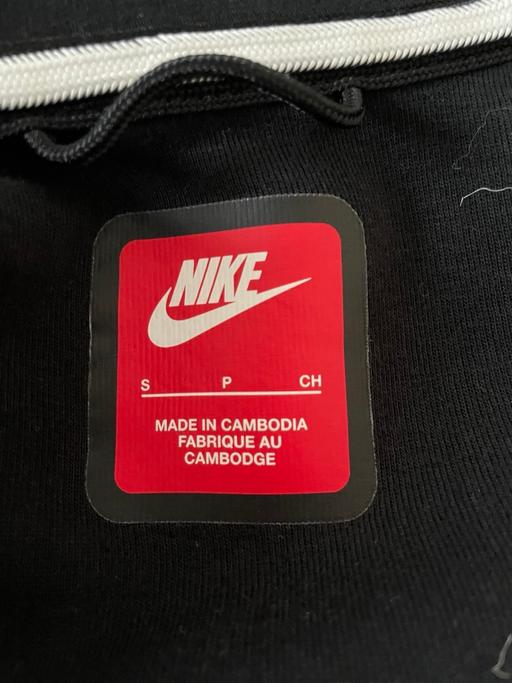 NIKE
S P CH
MADE IN CAMBODIA
FABRIQUE AU
CAMBODGE